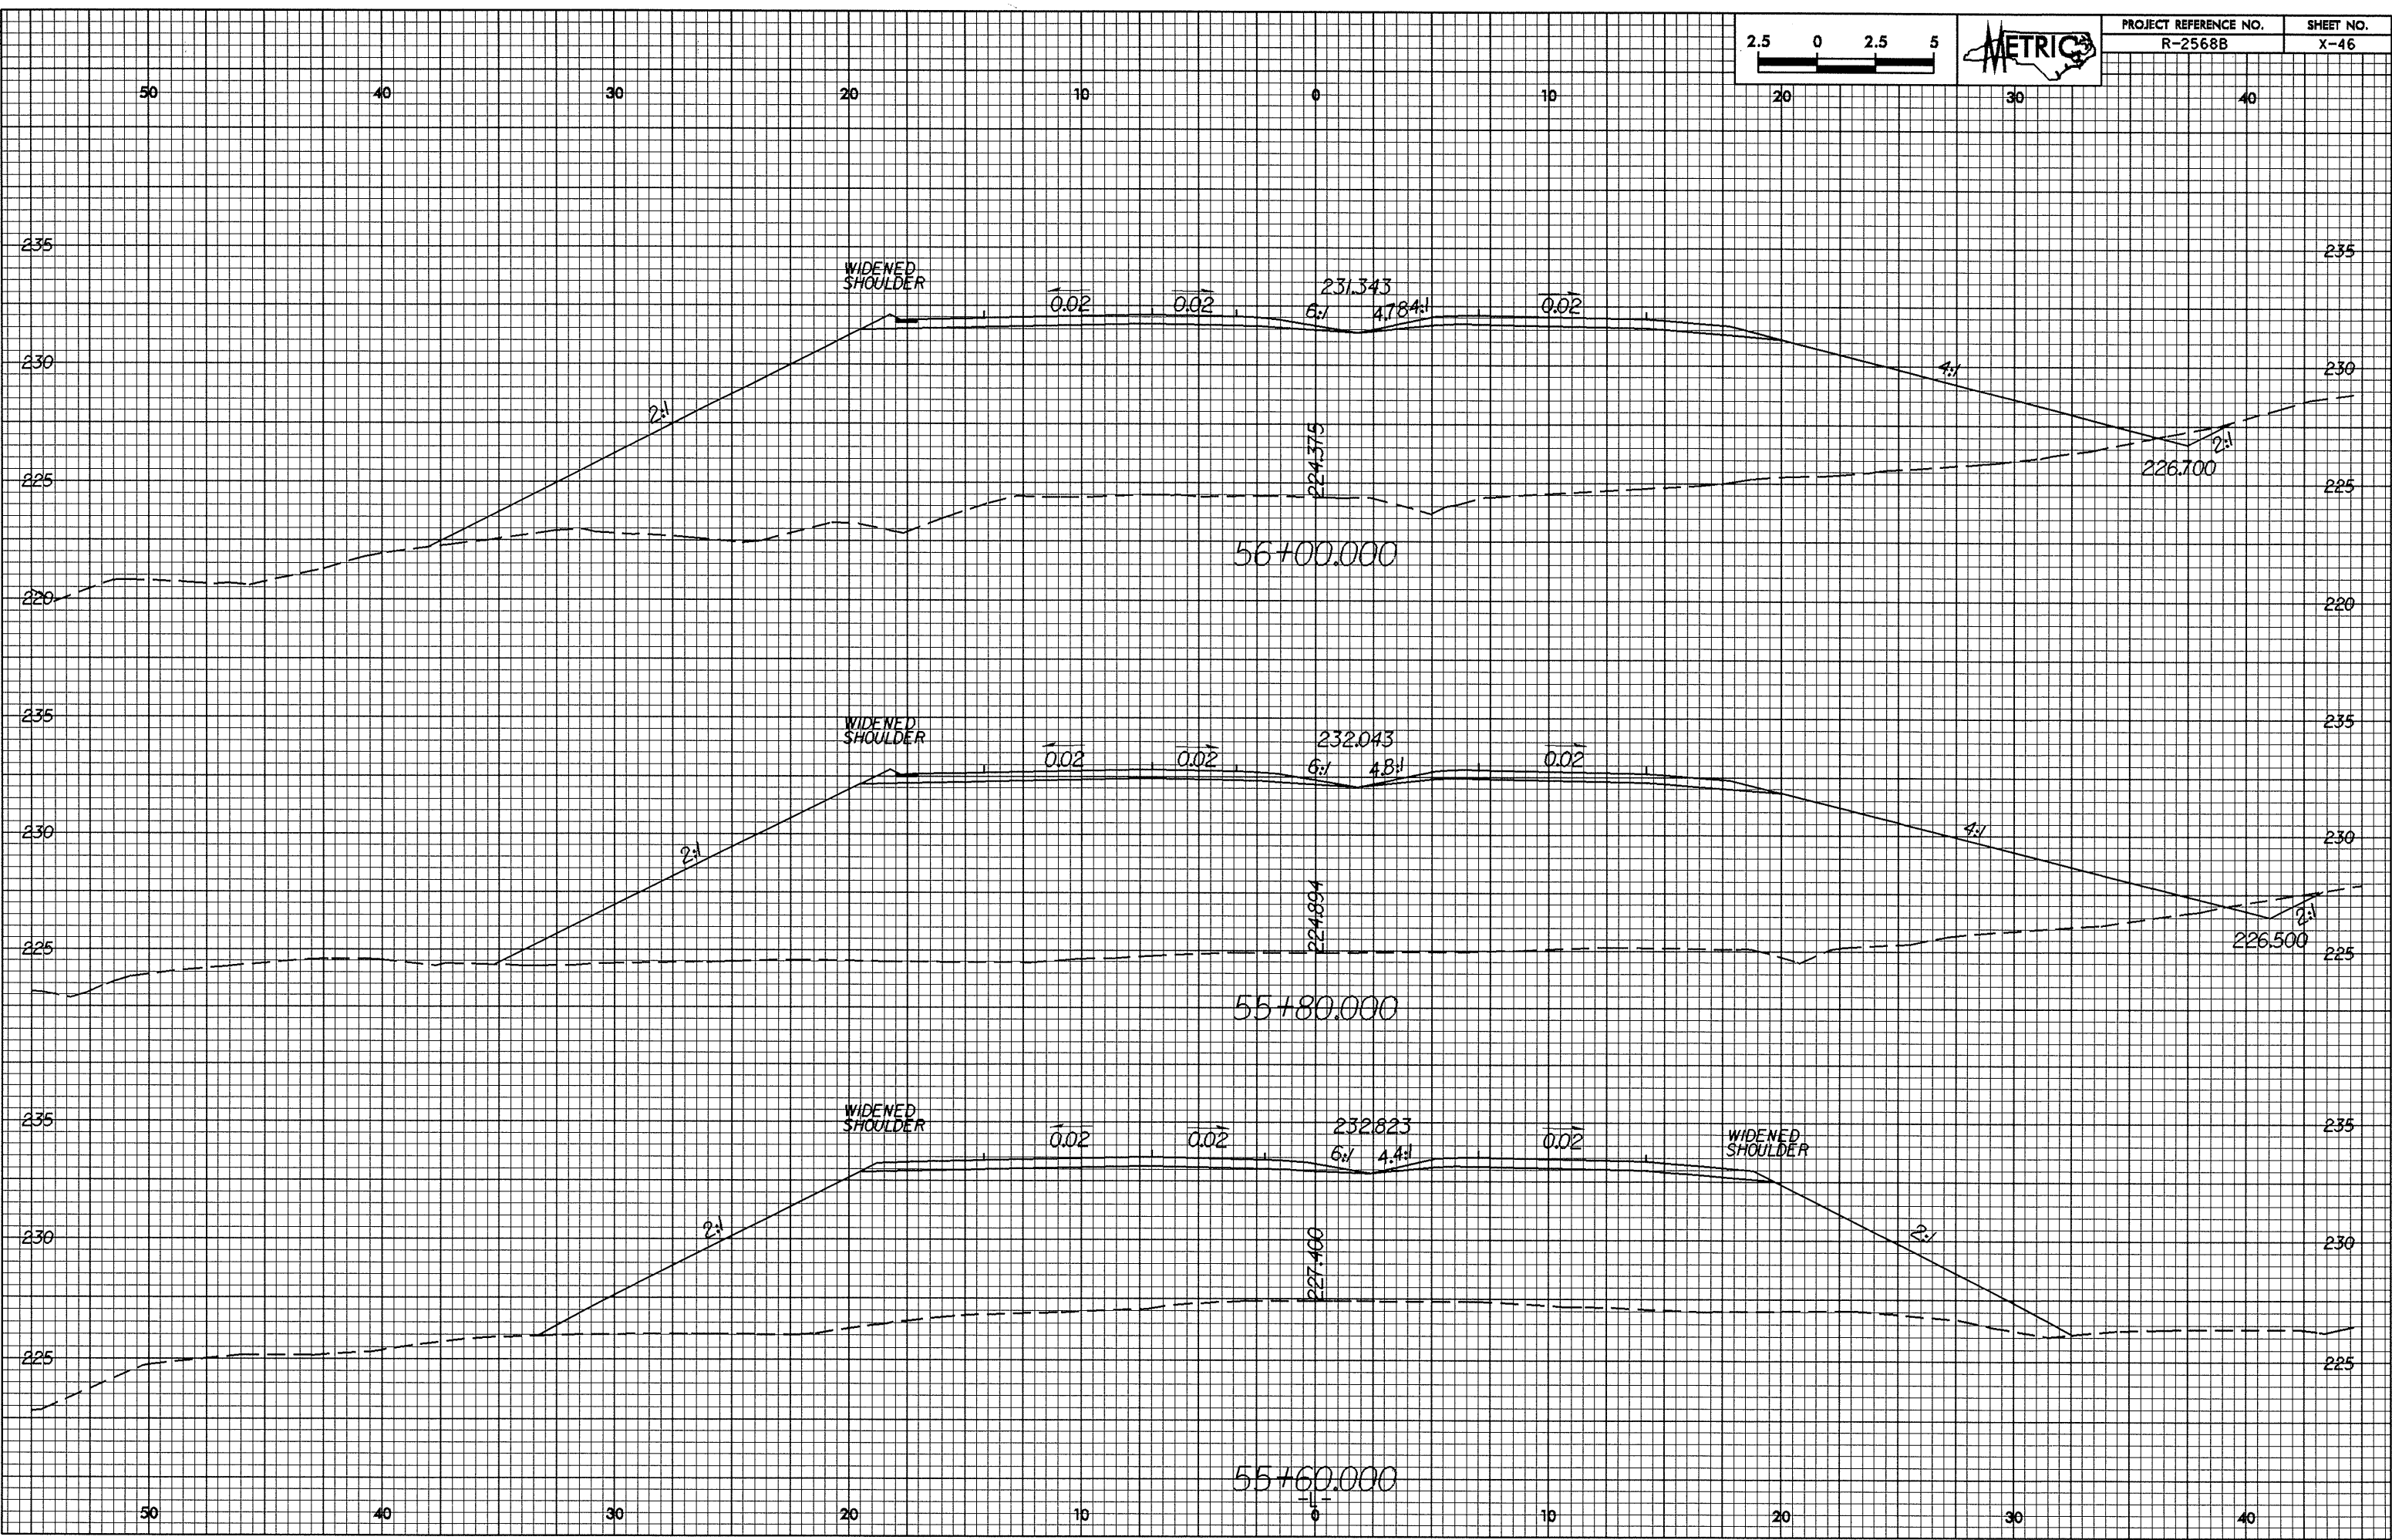 PROJECT REFERENCE NO. SHEET NO.
R-2568B X-46
2.5 0 2.5 5
METRIC
50 40 30 20 10 0 10 20 30 40
235 235
WIDENED
SHOULDER
231.343
0.02 0.02 6:1 4.784:1 0.02
230 4:1 230
2:1
224.375
2:1
226.700
225 225
56+00.000
220 220
235 235
WIDENED
SHOULDER
232.043
0.02 0.02 6:1 4.8:1 0.02
230 4:1 230
2:1
224.894
2:1
226.500
225 225
55+80.000
235 235
WIDENED
SHOULDER
232.823
0.02 0.02 6:1 4.4:1 0.02
WIDENED
SHOULDER
2:1 2:1
230 230
227.400
225 225
55+60.000
-L-
50 40 30 20 10 0 10 20 30 40